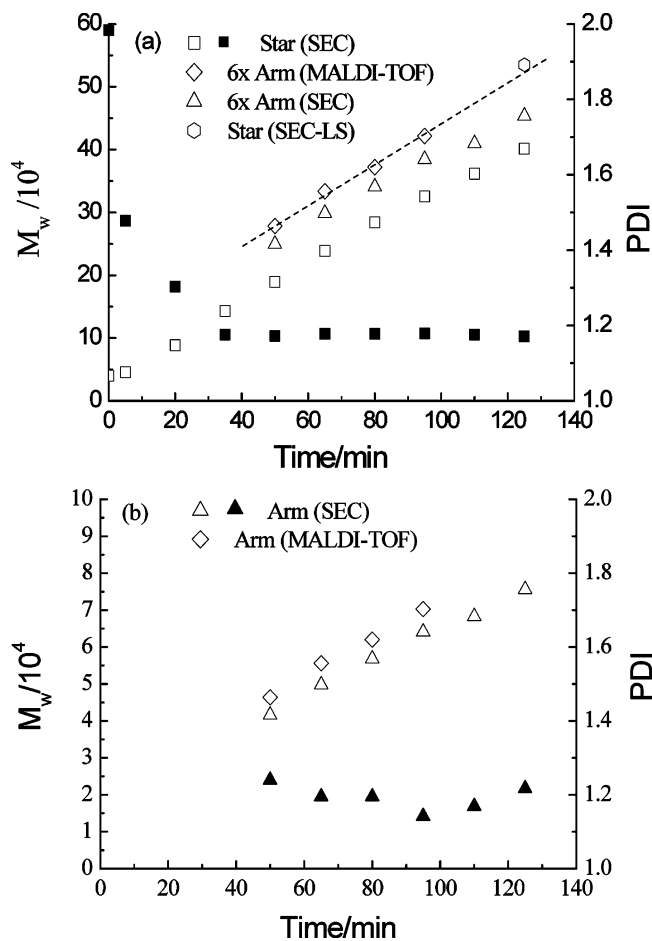 (a)
Star (SEC)
6x Arm (MALDI-TOF)
6x Arm (SEC)
Star (SEC-LS)
60
50
40
30
20
10
0
M_w /10^4
2.0
1.8
1.6
1.4
1.2
1.0
PDI
0 20 40 60 80 100 120 140
Time/min
(b)
Arm (SEC)
Arm (MALDI-TOF)
10
9
8
7
6
5
4
3
2
1
0
M_w/10^4
2.0
1.8
1.6
1.4
1.2
1.0
PDI
0 20 40 60 80 100 120 140
Time/min